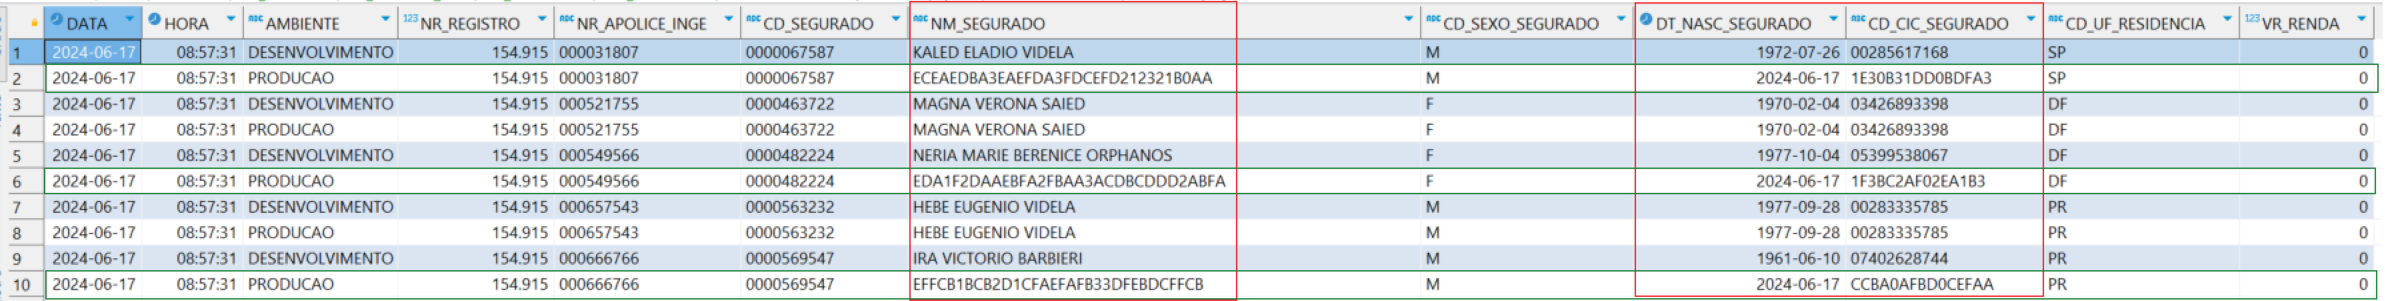 DATA HORA ABC AMBIENTE 123 NR_REGISTRO ABC NR_APOLICE_INGE ABC CD_SEGURADO ABC NM_SEGURADO ABC CD_SEXO_SEGURADO DT_NASC_SEGURADO ABC CD_CIC_SEGURADO ABC CD_UF_RESIDENCIA 123 VR_RENDA
1 2024-06-17 08:57:31 DESENVOLVIMENTO 154.915 000031807 0000067587 KALED ELADIO VIDELA M 1972-07-26 00285617168 SP 0
2 2024-06-17 08:57:31 PRODUCAO 154.915 000031807 0000067587 ECEAEDBA3EAEFDA3FDCEFD212321B0AA M 2024-06-17 1E30B31DD0BDFA3 SP 0
3 2024-06-17 08:57:31 DESENVOLVIMENTO 154.915 000521755 0000463722 MAGNA VERONA SAIED F 1970-02-04 03426893398 DF 0
4 2024-06-17 08:57:31 PRODUCAO 154.915 000521755 0000463722 MAGNA VERONA SAIED F 1970-02-04 03426893398 DF 0
5 2024-06-17 08:57:31 DESENVOLVIMENTO 154.915 000549566 0000482224 NERIA MARIE BERENICE ORPHANOS F 1977-10-04 05399538067 DF 0
6 2024-06-17 08:57:31 PRODUCAO 154.915 000549566 0000482224 EDA1F2DAAEBFA2FBAA3ACDBCDDD2ABFA F 2024-06-17 1F3BC2AF02EA1B3 DF 0
7 2024-06-17 08:57:31 DESENVOLVIMENTO 154.915 000657543 0000563232 HEBE EUGENIO VIDELA M 1977-09-28 00283335785 PR 0
8 2024-06-17 08:57:31 PRODUCAO 154.915 000657543 0000563232 HEBE EUGENIO VIDELA M 1977-09-28 00283335785 PR 0
9 2024-06-17 08:57:31 DESENVOLVIMENTO 154.915 000666766 0000569547 IRA VICTORIO BARBIERI M 1961-06-10 07402628744 PR 0
10 2024-06-17 08:57:31 PRODUCAO 154.915 000666766 0000569547 EFFCB1BCB2D1CFAEFAFB33DFEBDCFFCB M 2024-06-17 CCBA0AFBD0CEFAA PR 0